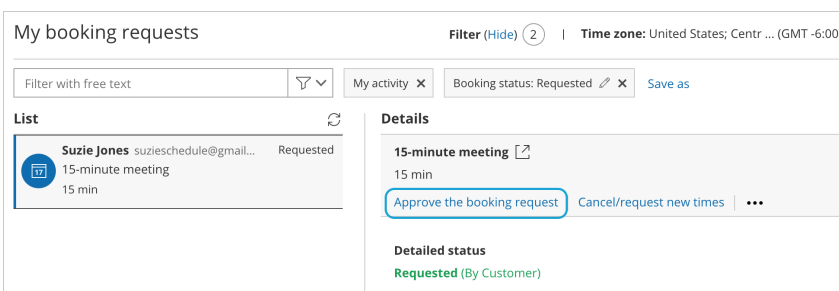 My booking requests
Filter (Hide) 2 | Time zone: United States; Centr ... (GMT -6:00
Filter with free text
My activity × Booking status: Requested × Save as
List
Suzie Jones suzieschedule@gmail... Requested
17
15-minute meeting
15 min
Details
15-minute meeting
15 min
Approve the booking request Cancel/request new times | •••
Detailed status
Requested (By Customer)